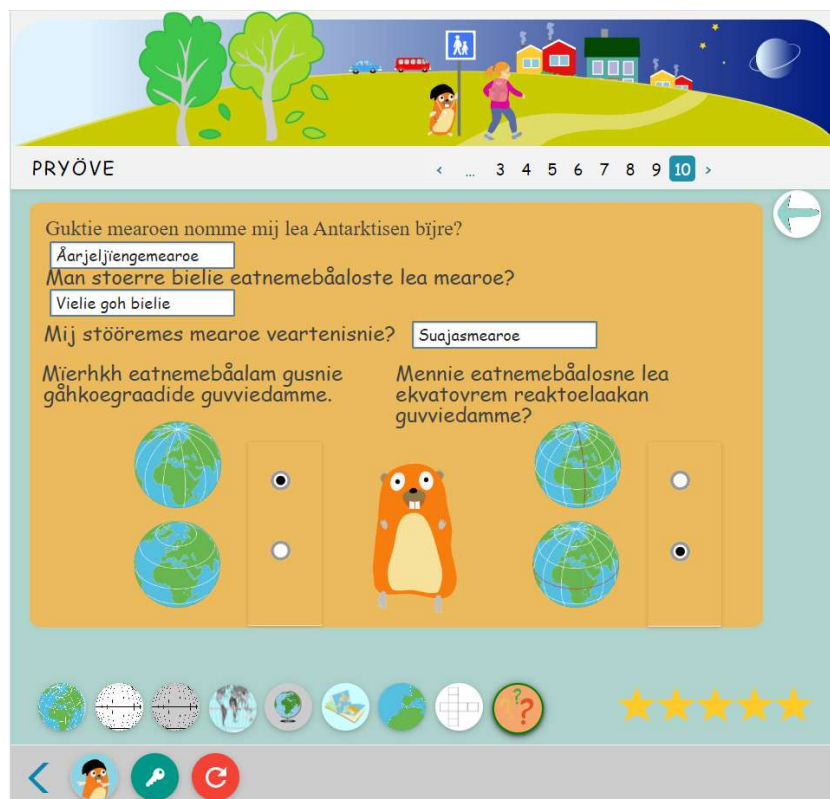 PRYÖVE
‹ ... 3 4 5 6 7 8 9 10 ›
Guktie mearoen nomme mij lea Antarktisen bïjre?
Åarjeljïengemearoe
Man stoerre bielie eatnemebåaloste lea mearoe?
Vielie goh bielie
Mij stööremes mearoe veartenisnie? Suajasmearoe
Mïerhkh eatnemebåalam gusnie
gåhkoegraadide guvviedamme.
Mennie eatnemebåalosne lea
ekvatovrem reaktoelaakan
guvviedamme?
? ?